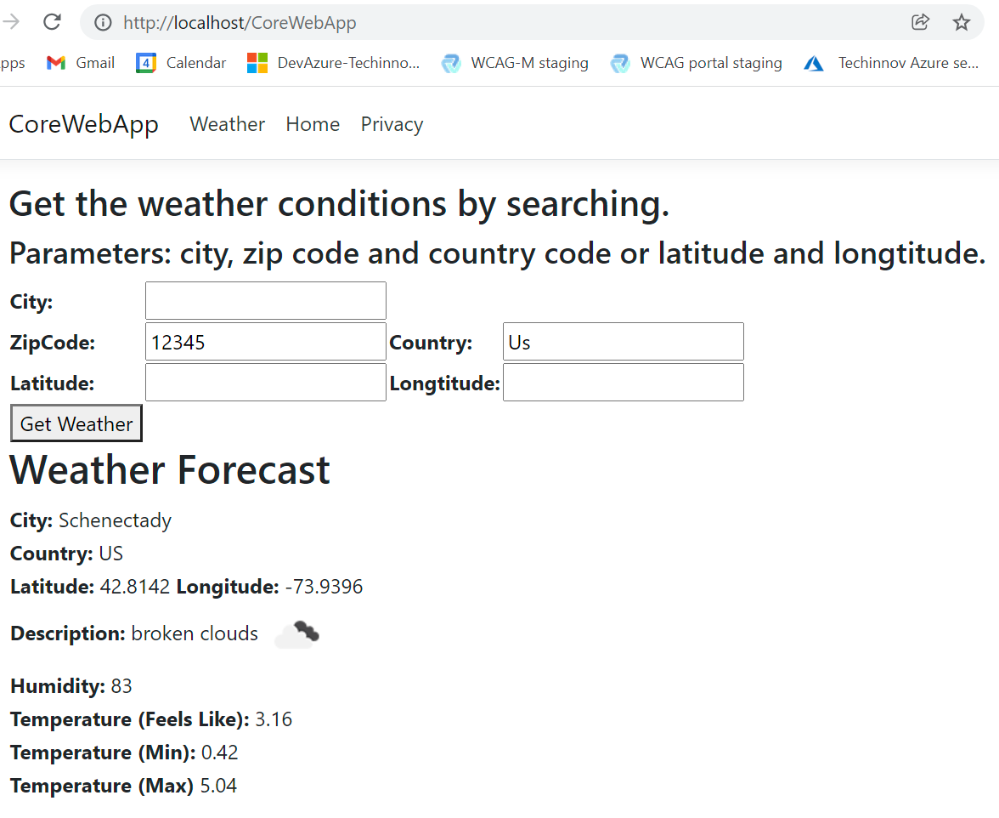 http://localhost/CoreWebApp
Gmail 4 Calendar DevAzure-Techinno... WCAG-M staging WCAG portal staging Techinnov Azure se...
CoreWebApp Weather Home Privacy
Get the weather conditions by searching.
Parameters: city, zip code and country code or latitude and longtitude.
City:
ZipCode: 12345 Country: Us
Latitude: Longtitude:
Get Weather
Weather Forecast
City: Schenectady
Country: US
Latitude: 42.8142 Longitude: -73.9396
Description: broken clouds
Humidity: 83
Temperature (Feels Like): 3.16
Temperature (Min): 0.42
Temperature (Max) 5.04